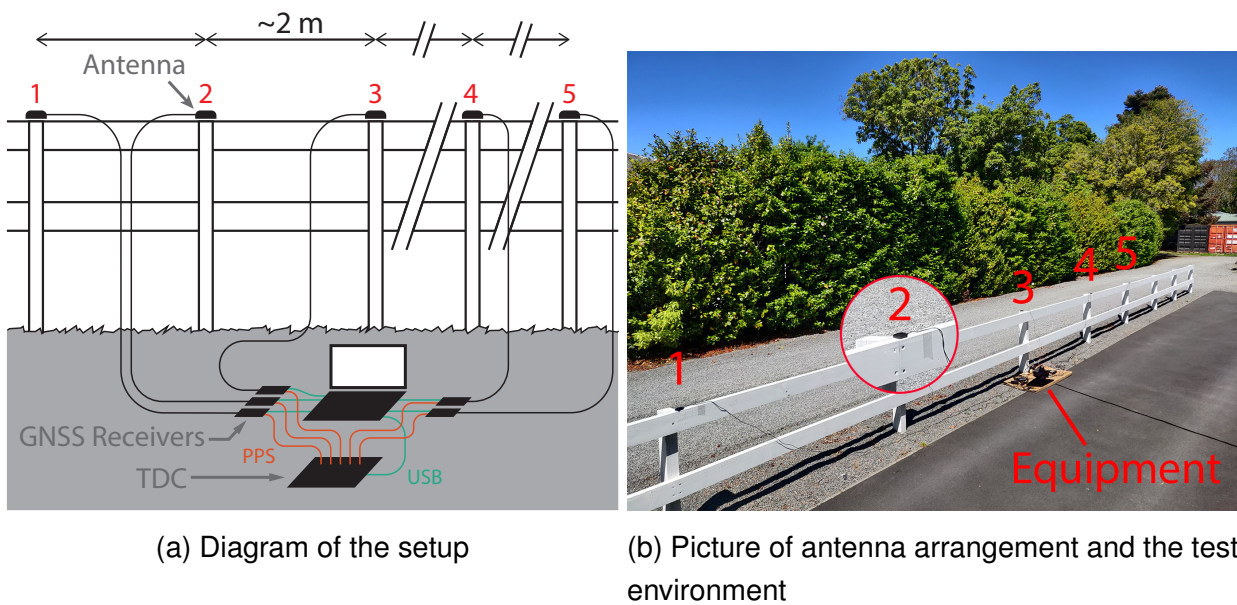 ~2 m
Antenna
1 2 3 4 5
GNSS Receivers
PPS
TDC
USB
1
2
3
4
5
Equipment
(a) Diagram of the setup
(b) Picture of antenna arrangement and the test
environment